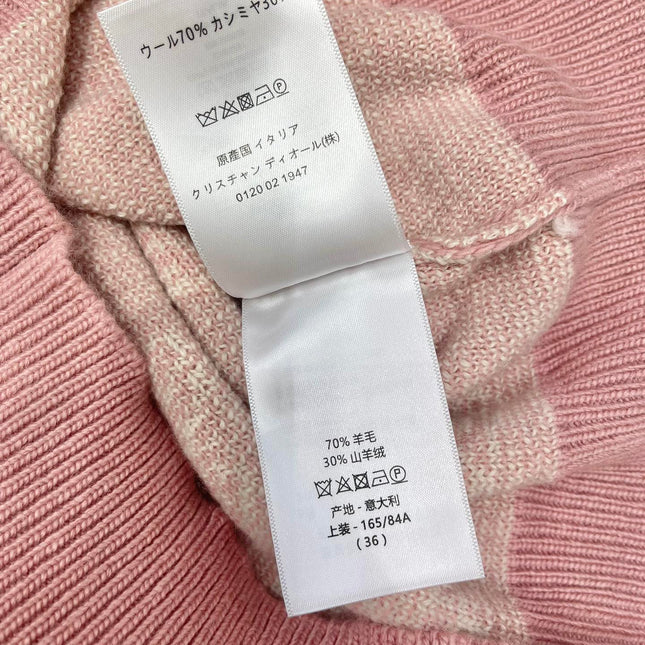 ウール70% カシミヤ30%
原產国 イタリア
クリスチャン ディオール(株)
0120 02 1947
70% 羊毛
30% 山羊绒
产地 - 意大利
上装 - 165/84A
( 36 )